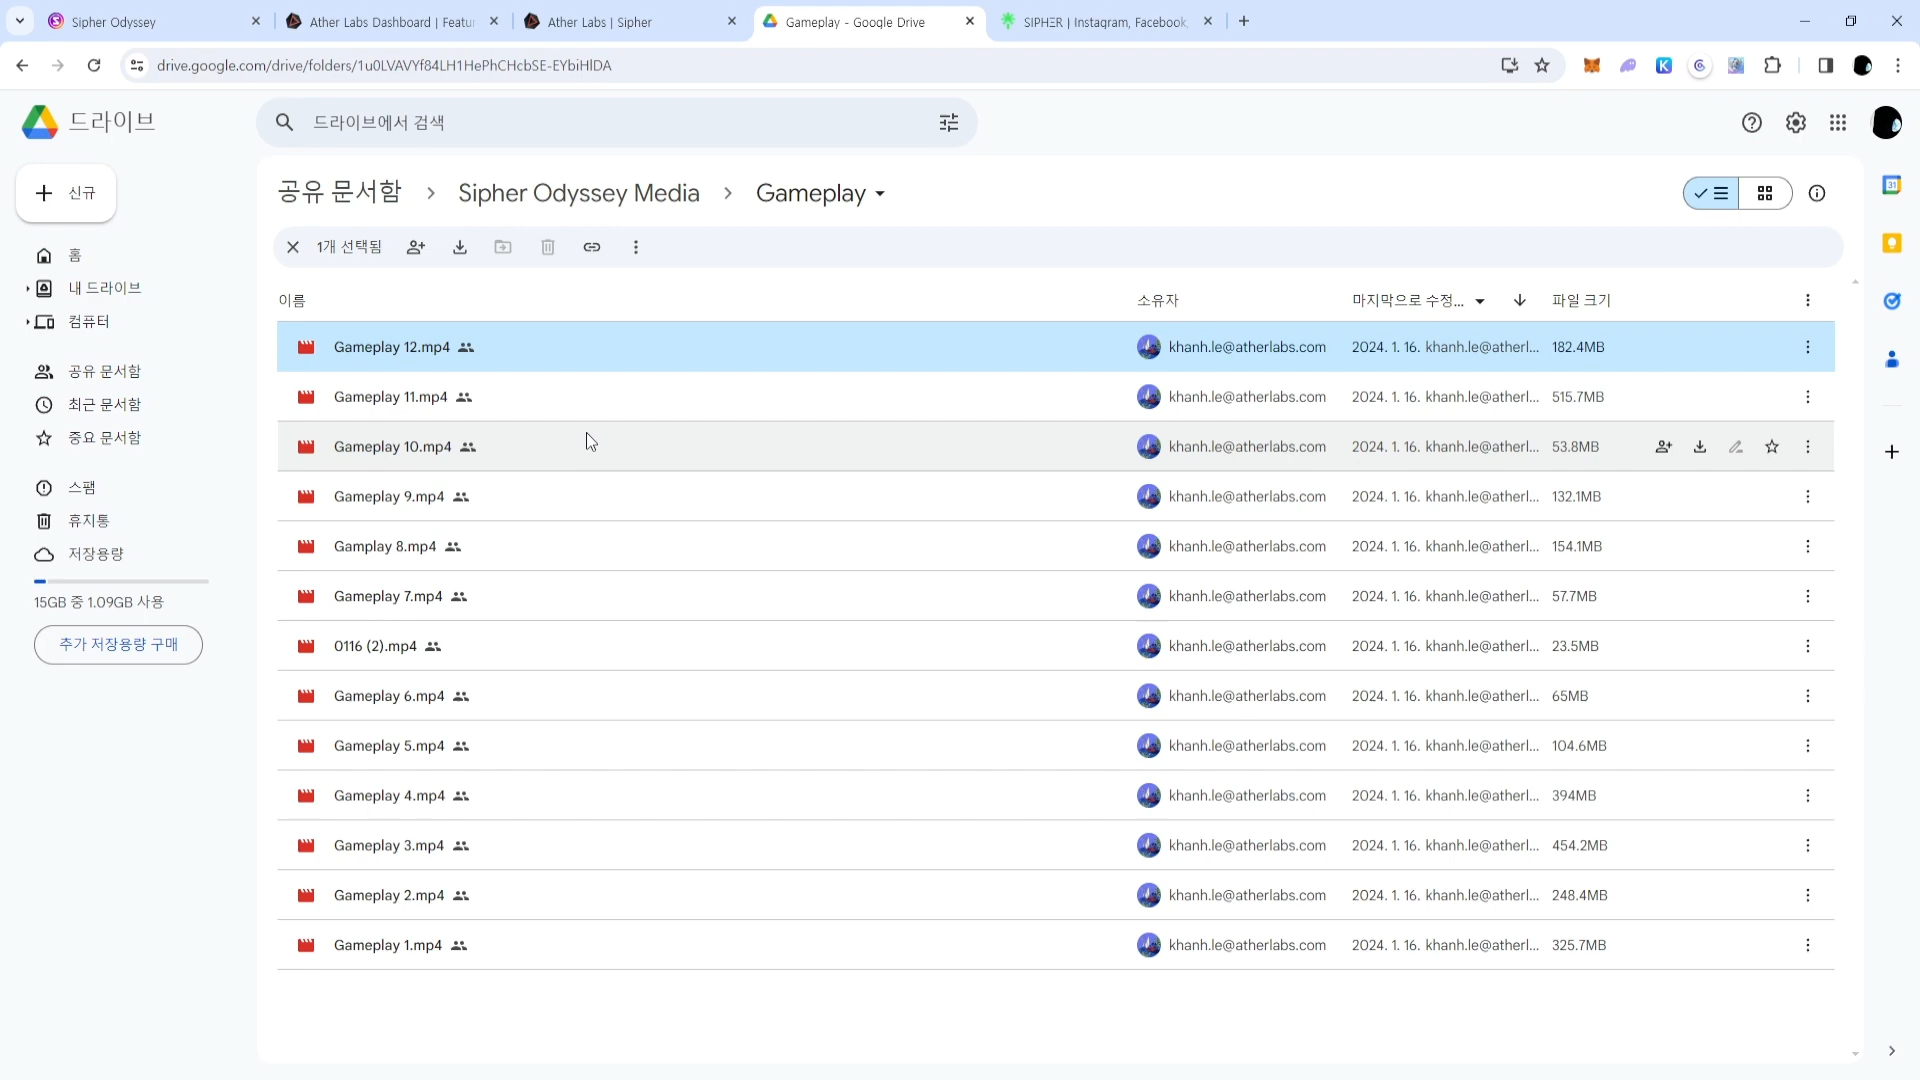 Sipher Odyssey
Ather Labs Dashboard | Featur
Ather Labs | Sipher
Gameplay - Google Drive
SIPHΞR | Instagram, Facebook,
drive.google.com/drive/folders/1u0LVAVYf84LH1HePhCHcbSE-EYbiHlDA
드라이브
드라이브에서 검색
신규
홈
내 드라이브
컴퓨터
공유 문서함
최근 문서함
중요 문서함
스팸
휴지통
저장용량
15GB 중 1.09GB 사용
추가 저장용량 구매
공유 문서함 > Sipher Odyssey Media > Gameplay
1개 선택됨
이름 소유자 마지막으로 수정... 파일 크기
Gameplay 12.mp4 khanh.le@atherlabs.com 2024. 1. 16. khanh.le@atherl... 182.4MB
Gameplay 11.mp4 khanh.le@atherlabs.com 2024. 1. 16. khanh.le@atherl... 515.7MB
Gameplay 10.mp4 khanh.le@atherlabs.com 2024. 1. 16. khanh.le@atherl... 53.8MB
Gameplay 9.mp4 khanh.le@atherlabs.com 2024. 1. 16. khanh.le@atherl... 132.1MB
Gamplay 8.mp4 khanh.le@atherlabs.com 2024. 1. 16. khanh.le@atherl... 154.1MB
Gameplay 7.mp4 khanh.le@atherlabs.com 2024. 1. 16. khanh.le@atherl... 57.7MB
0116 (2).mp4 khanh.le@atherlabs.com 2024. 1. 16. khanh.le@atherl... 23.5MB
Gameplay 6.mp4 khanh.le@atherlabs.com 2024. 1. 16. khanh.le@atherl... 65MB
Gameplay 5.mp4 khanh.le@atherlabs.com 2024. 1. 16. khanh.le@atherl... 104.6MB
Gameplay 4.mp4 khanh.le@atherlabs.com 2024. 1. 16. khanh.le@atherl... 394MB
Gameplay 3.mp4 khanh.le@atherlabs.com 2024. 1. 16. khanh.le@atherl... 454.2MB
Gameplay 2.mp4 khanh.le@atherlabs.com 2024. 1. 16. khanh.le@atherl... 248.4MB
Gameplay 1.mp4 khanh.le@atherlabs.com 2024. 1. 16. khanh.le@atherl... 325.7MB